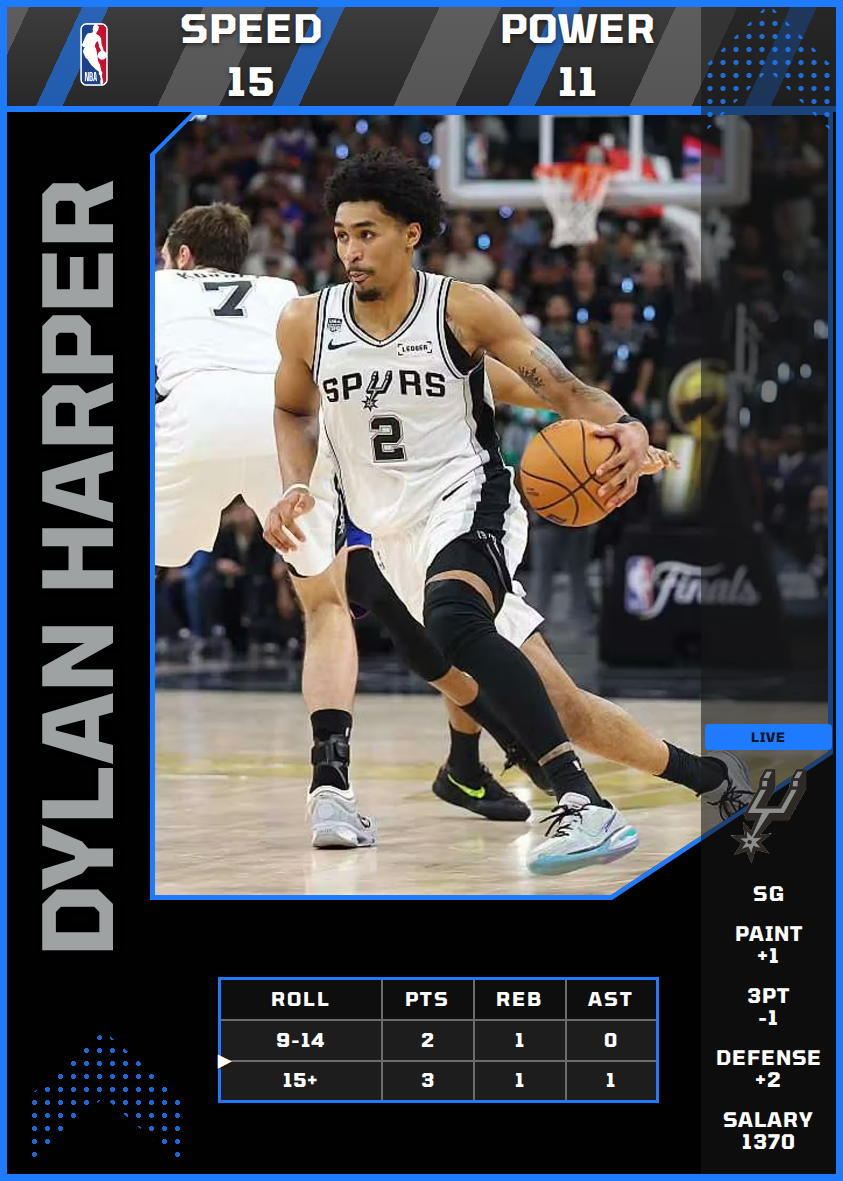 SPEED
15
POWER
11
NBA
DYLAN HARPER
7
LEDGER
SPURS
2
NBA
Finals
LIVE
SG
PAINT
+1
3PT
-1
DEFENSE
+2
SALARY
1370
ROLL PTS REB AST
9-14 2 1 0
15+ 3 1 1